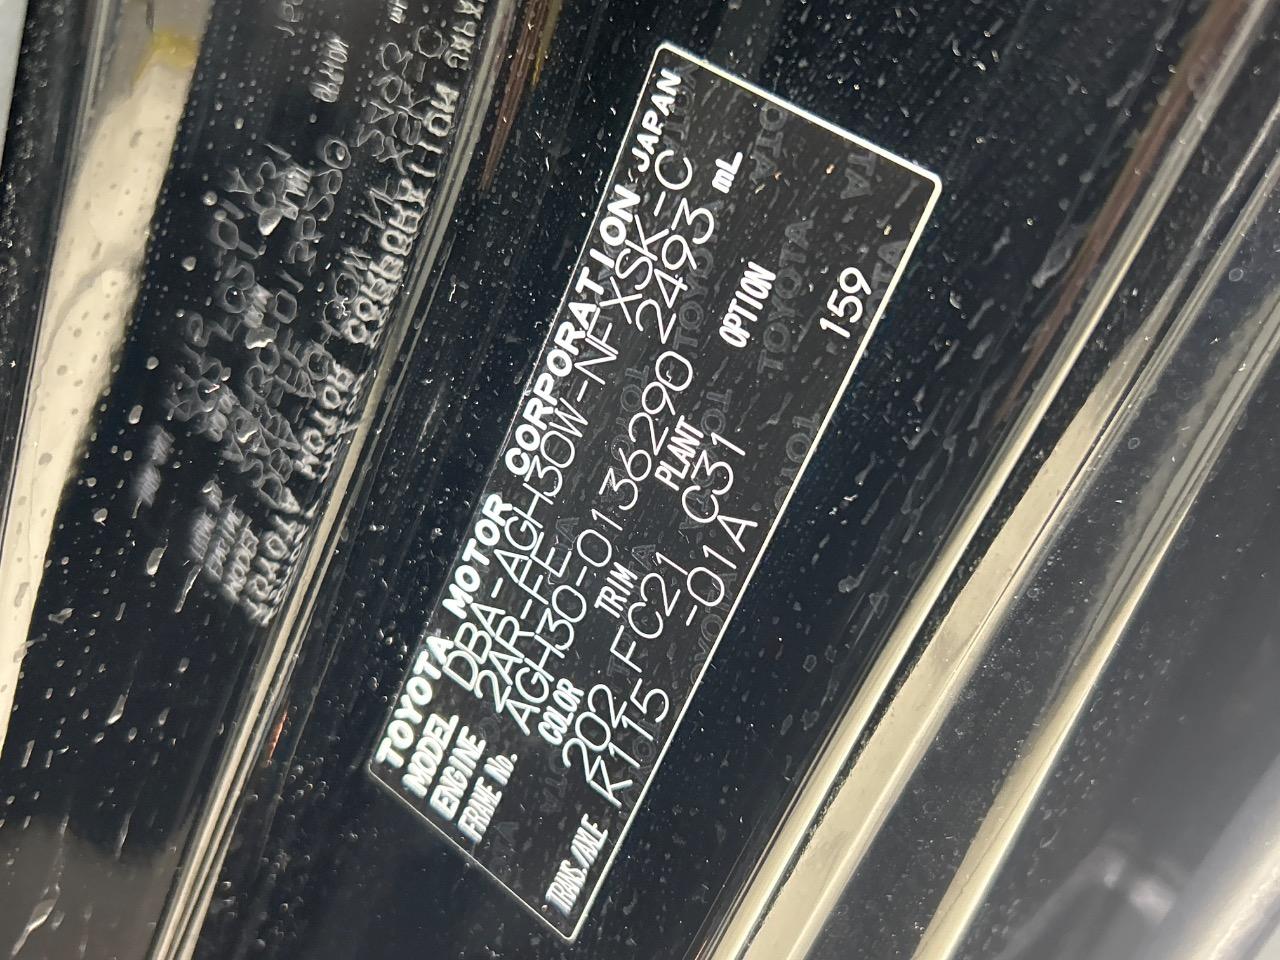 TOYOTA MOTOR CORPORATION JAPAN
MODEL DBA-AGH30W-NFXSK-C
ENGINE 2AR-FE 2493 mL
FRAME No. AGH30-0136290
COLOR TRIM PLANT OPTION
202 FC21 C31 159
TRANS./AXLE K115 -01A